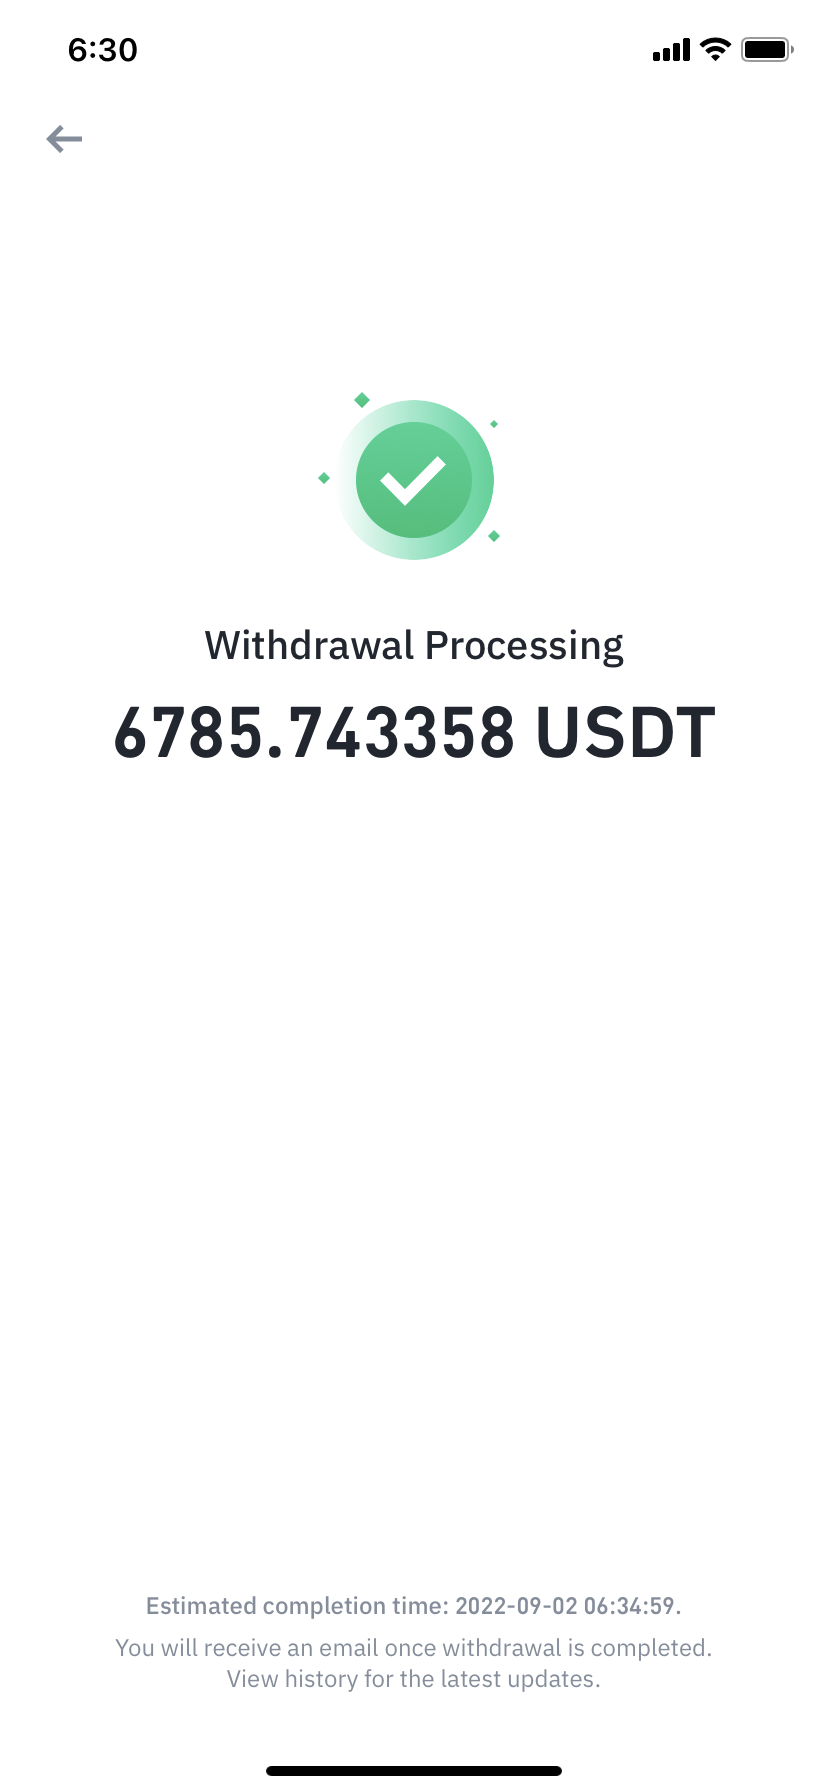 6:30
Withdrawal Processing
6785.743358 USDT
Estimated completion time: 2022-09-02 06:34:59.
You will receive an email once withdrawal is completed.
View history for the latest updates.